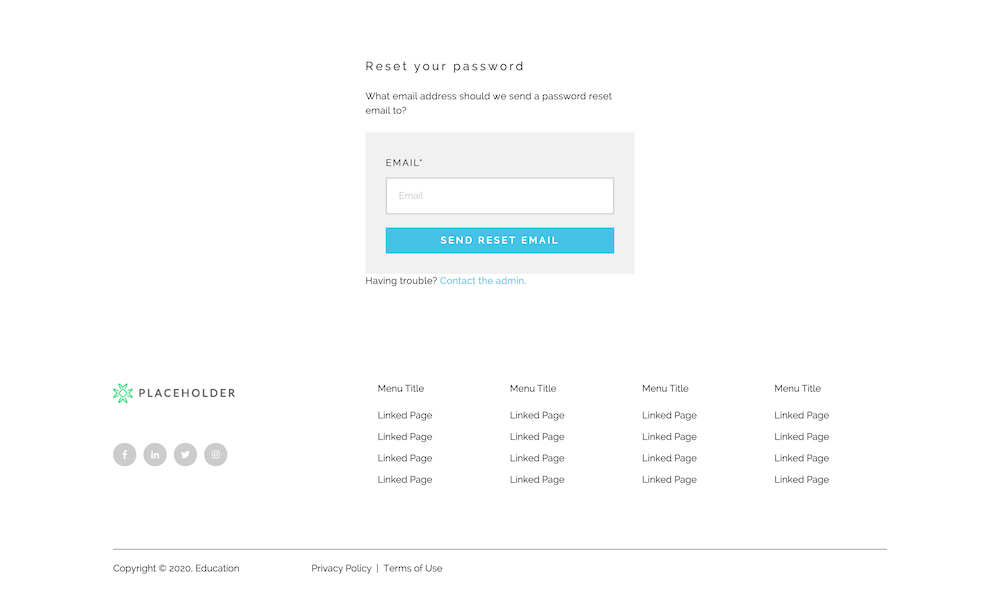 Reset your password
What email address should we send a password reset
email to?
EMAIL*
Email
SEND RESET EMAIL
Having trouble? Contact the admin.
PLACEHOLDER
Menu Title
Linked Page
Linked Page
Linked Page
Linked Page
Menu Title
Linked Page
Linked Page
Linked Page
Linked Page
Menu Title
Linked Page
Linked Page
Linked Page
Linked Page
Menu Title
Linked Page
Linked Page
Linked Page
Linked Page
Copyright © 2020, Education
Privacy Policy | Terms of Use